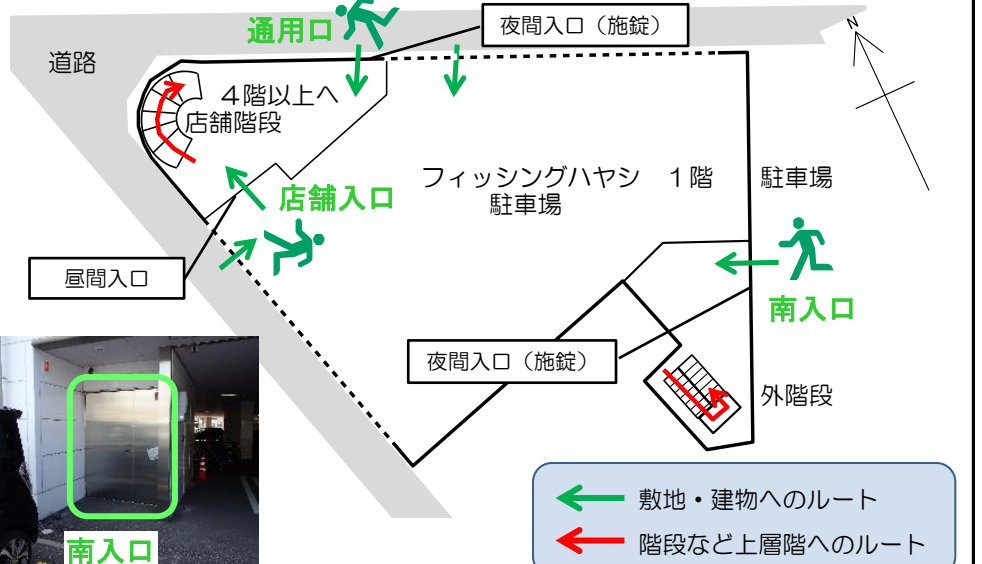 通用口
夜間入口（施錠）
道路
N
４階以上へ
店舗階段
フィッシングハヤシ　１階
駐車場
駐車場
店舗入口
昼間入口
南入口
夜間入口（施錠）
外階段
南入口
敷地・建物へのルート
階段など上層階へのルート